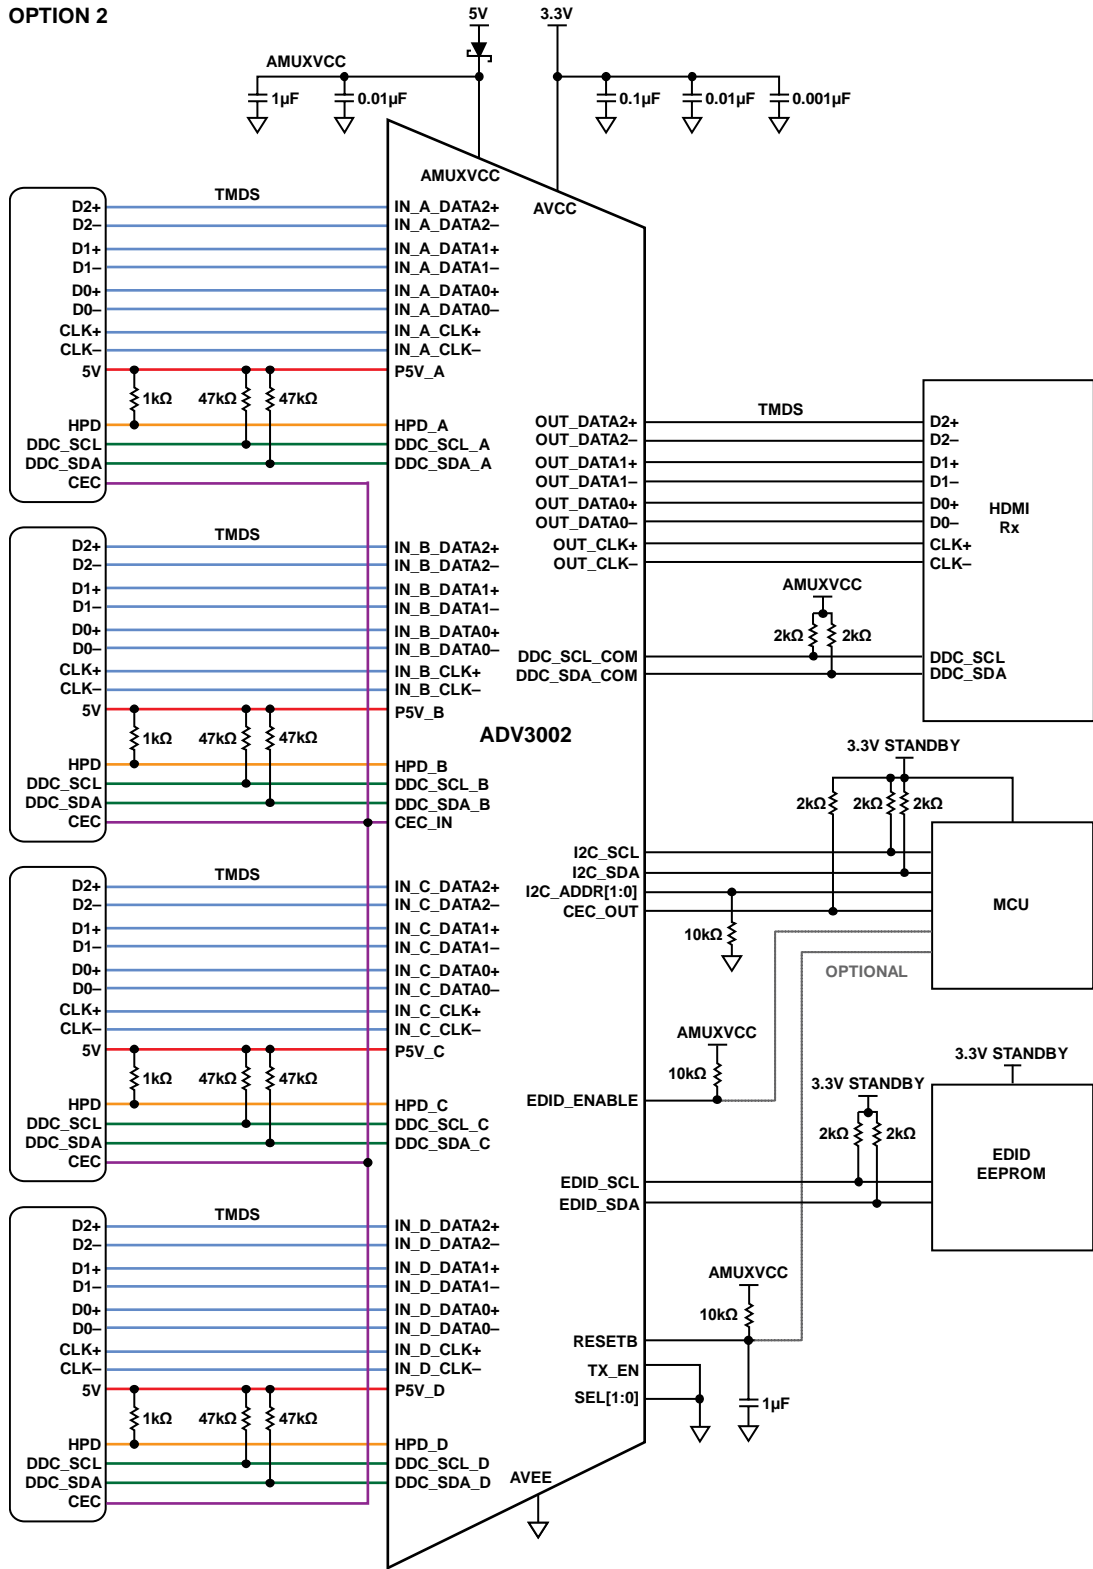 OPTION 2
5V
3.3V
AMUXVCC
1µF
0.01µF
0.1µF
0.01µF
0.001µF
AMUXVCC
AVCC
TMDS
D2+
IN_A_DATA2+
D2–
IN_A_DATA2–
D1+
IN_A_DATA1+
D1–
IN_A_DATA1–
D0+
IN_A_DATA0+
D0–
IN_A_DATA0–
CLK+
IN_A_CLK+
CLK–
IN_A_CLK–
5V
P5V_A
1kΩ
47kΩ
47kΩ
HPD
HPD_A
DDC_SCL
DDC_SCL_A
DDC_SDA
DDC_SDA_A
CEC
TMDS
D2+
IN_B_DATA2+
D2–
IN_B_DATA2–
D1+
IN_B_DATA1+
D1–
IN_B_DATA1–
D0+
IN_B_DATA0+
D0–
IN_B_DATA0–
CLK+
IN_B_CLK+
CLK–
IN_B_CLK–
5V
P5V_B
1kΩ
47kΩ
47kΩ
HPD
HPD_B
DDC_SCL
DDC_SCL_B
DDC_SDA
DDC_SDA_B
CEC
CEC_IN
TMDS
D2+
IN_C_DATA2+
D2–
IN_C_DATA2–
D1+
IN_C_DATA1+
D1–
IN_C_DATA1–
D0+
IN_C_DATA0+
D0–
IN_C_DATA0–
CLK+
IN_C_CLK+
CLK–
IN_C_CLK–
5V
P5V_C
1kΩ
47kΩ
47kΩ
HPD
HPD_C
DDC_SCL
DDC_SCL_C
DDC_SDA
DDC_SDA_C
CEC
TMDS
D2+
IN_D_DATA2+
D2–
IN_D_DATA2–
D1+
IN_D_DATA1+
D1–
IN_D_DATA1–
D0+
IN_D_DATA0+
D0–
IN_D_DATA0–
CLK+
IN_D_CLK+
CLK–
IN_D_CLK–
5V
P5V_D
1kΩ
47kΩ
47kΩ
HPD
HPD_D
DDC_SCL
DDC_SCL_D
DDC_SDA
DDC_SDA_D
CEC
ADV3002
AVEE
TMDS
OUT_DATA2+
D2+
OUT_DATA2–
D2–
OUT_DATA1+
D1+
OUT_DATA1–
D1–
OUT_DATA0+
D0+
OUT_DATA0–
D0–
OUT_CLK+
CLK+
OUT_CLK–
CLK–
HDMI
Rx
AMUXVCC
2kΩ
2kΩ
DDC_SCL_COM
DDC_SCL
DDC_SDA_COM
DDC_SDA
3.3V STANDBY
2kΩ
2kΩ
2kΩ
I2C_SCL
I2C_SDA
I2C_ADDR[1:0]
CEC_OUT
MCU
10kΩ
OPTIONAL
AMUXVCC
10kΩ
EDID_ENABLE
3.3V STANDBY
3.3V STANDBY
2kΩ
2kΩ
EDID
EEPROM
EDID_SCL
EDID_SDA
AMUXVCC
10kΩ
RESETB
TX_EN
SEL[1:0]
1µF